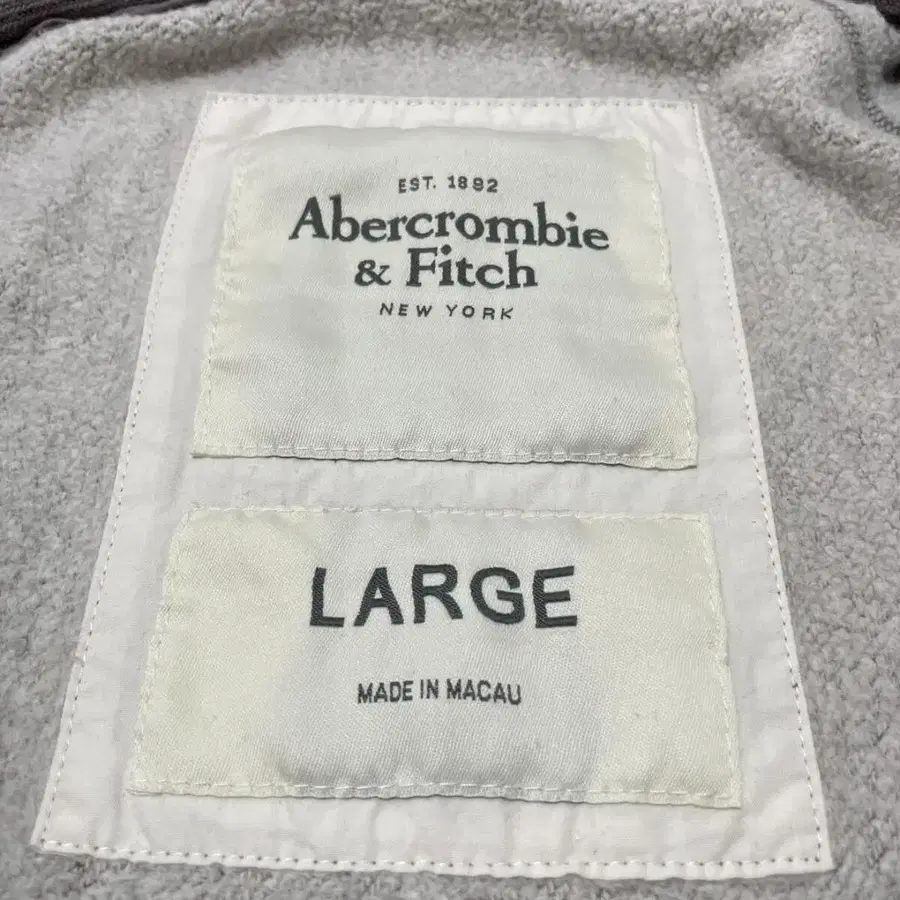 EST. 1892
Abercrombie
& Fitch
NEW YORK
LARGE
MADE IN MACAU